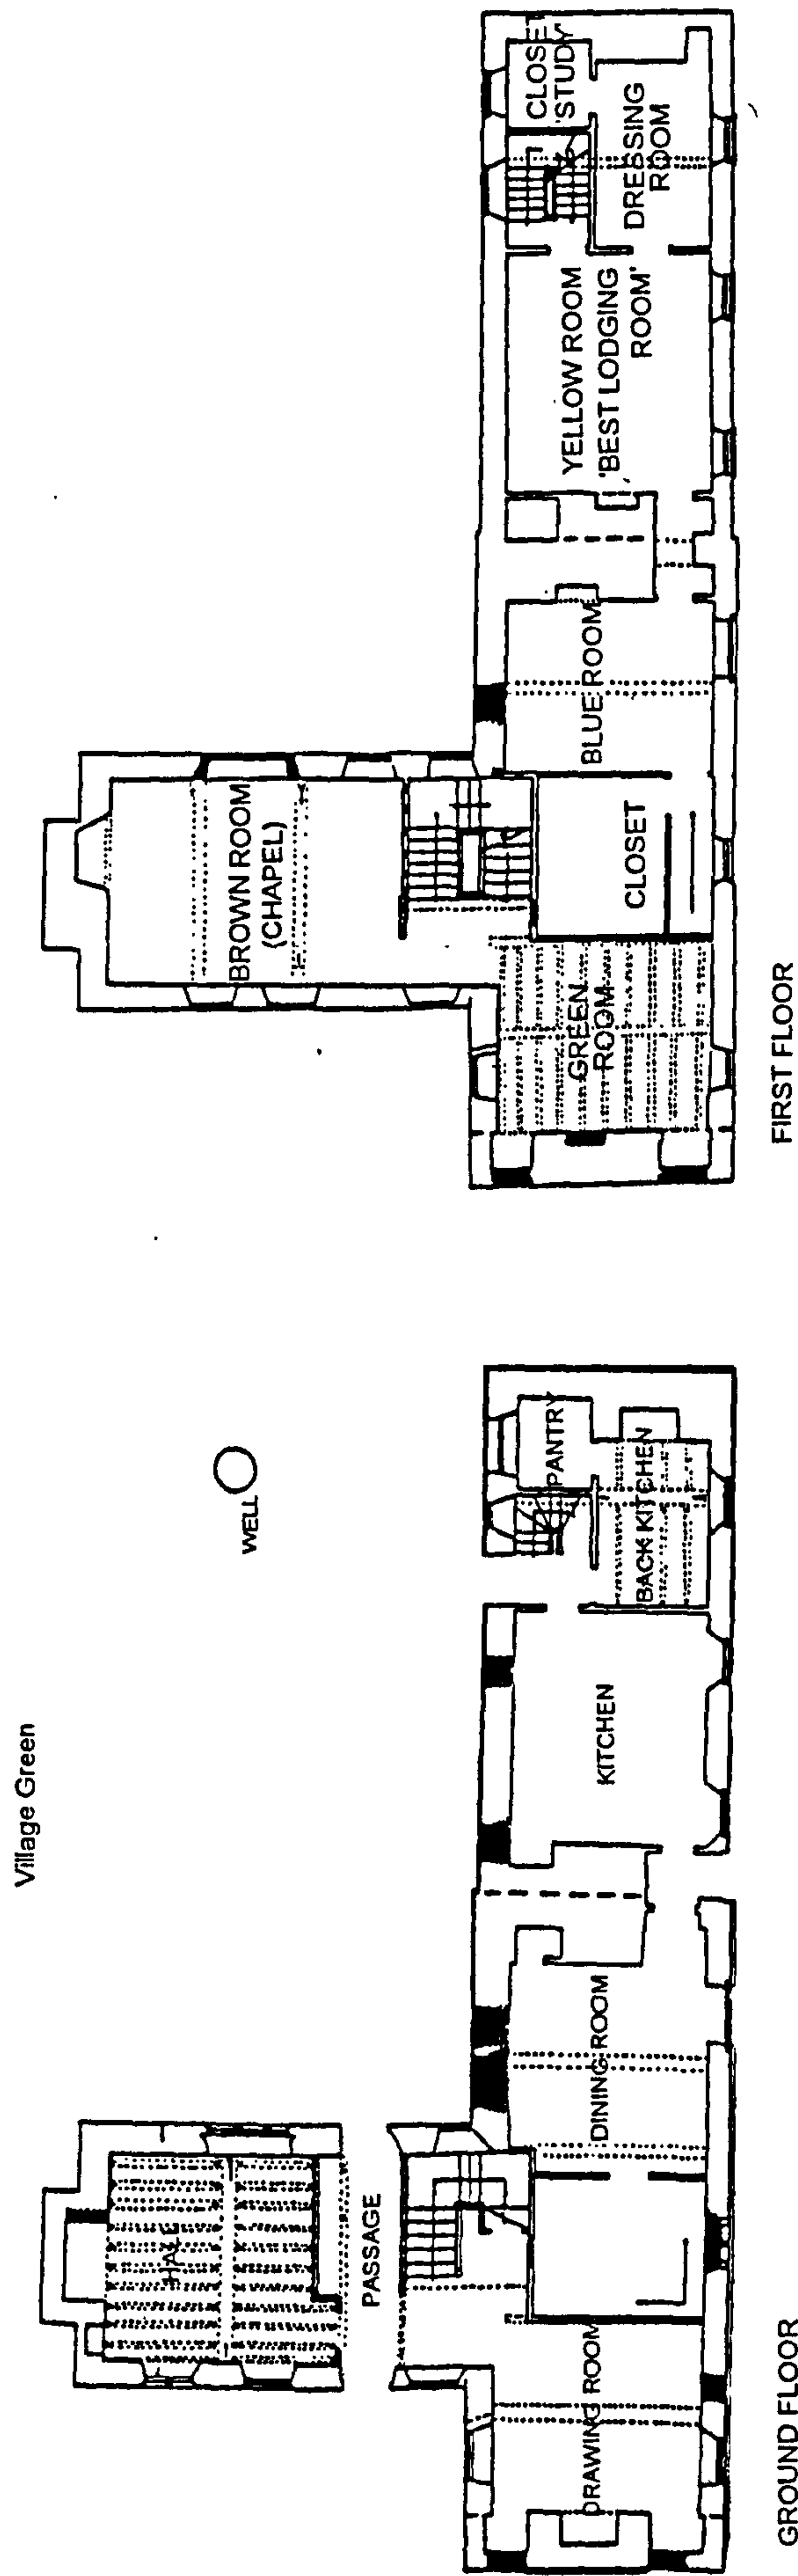 Village Green
WELL
HALL
PASSAGE
DRAWING ROOM
DINING ROOM
KITCHEN
BACK KITCHEN
PANTRY
GROUND FLOOR
BROWN ROOM
(CHAPEL)
GREEN
ROOM
CLOSET
BLUE ROOM
YELLOW ROOM
'BEST LODGING
ROOM'
DRESSING
ROOM
CLOSET
'STUDY'
FIRST FLOOR